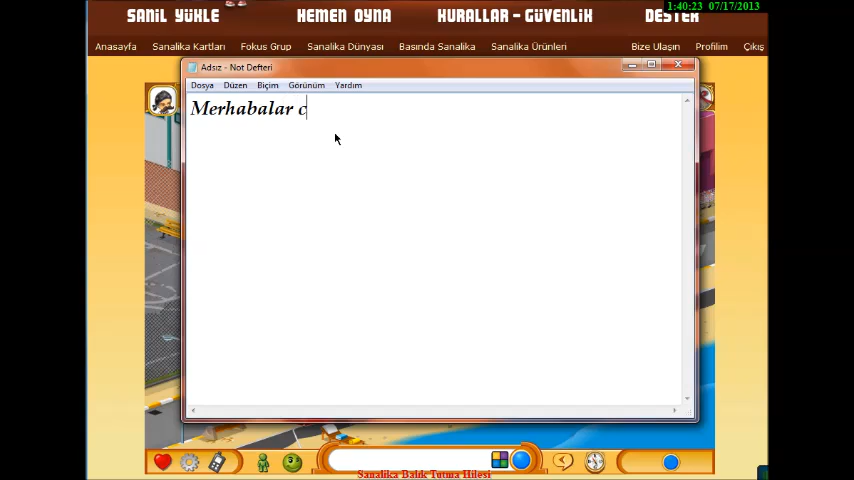 1:40:23 07/17/2013
SANİL YÜKLE HEMEN OYNA KURALLAR - GÜVENLİK DESTEK
Anasayfa Sanalika Kartları Fokus Grup Sanalika Dünyası Basında Sanalika Sanalika Ürünleri Bize Ulaşın Profilim Çıkış
Adsız - Not Defteri
Dosya Düzen Biçim Görünüm Yardım
Merhabalar c
Sanalika Balık Tutma Hilesi